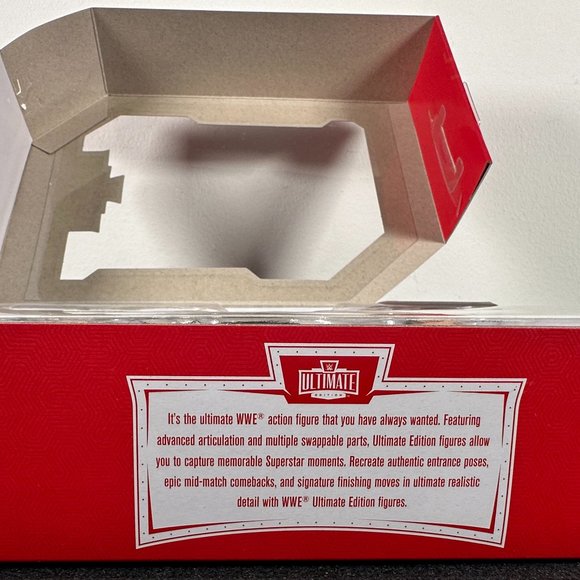 W
ULTIMATE
EDITION
It's the ultimate WWE® action figure that you have always wanted. Featuring
advanced articulation and multiple swappable parts, Ultimate Edition figures allow
you to capture memorable Superstar moments. Recreate authentic entrance poses,
epic mid-match comebacks, and signature finishing moves in ultimate realistic
detail with WWE® Ultimate Edition figures.